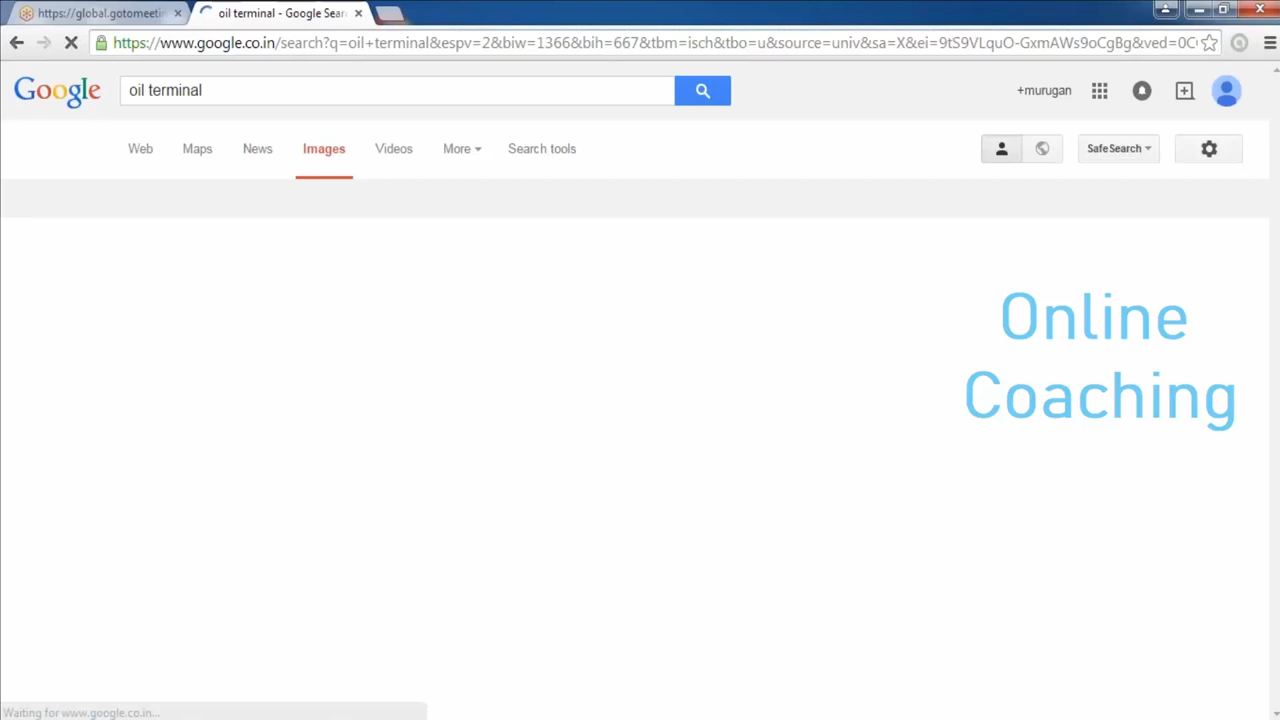 https://global.gotomeetin
oil terminal - Google Sear
https://www.google.co.in/search?q=oil+terminal&espv=2&biw=1366&bih=667&tbm=isch&tbo=u&source=univ&sa=X&ei=9tS9VLquO-GxmAWs9oCgBg&ved=0C
Google
oil terminal
+murugan
Web Maps News Images Videos More Search tools
SafeSearch
Online
Coaching
Waiting for www.google.co.in...